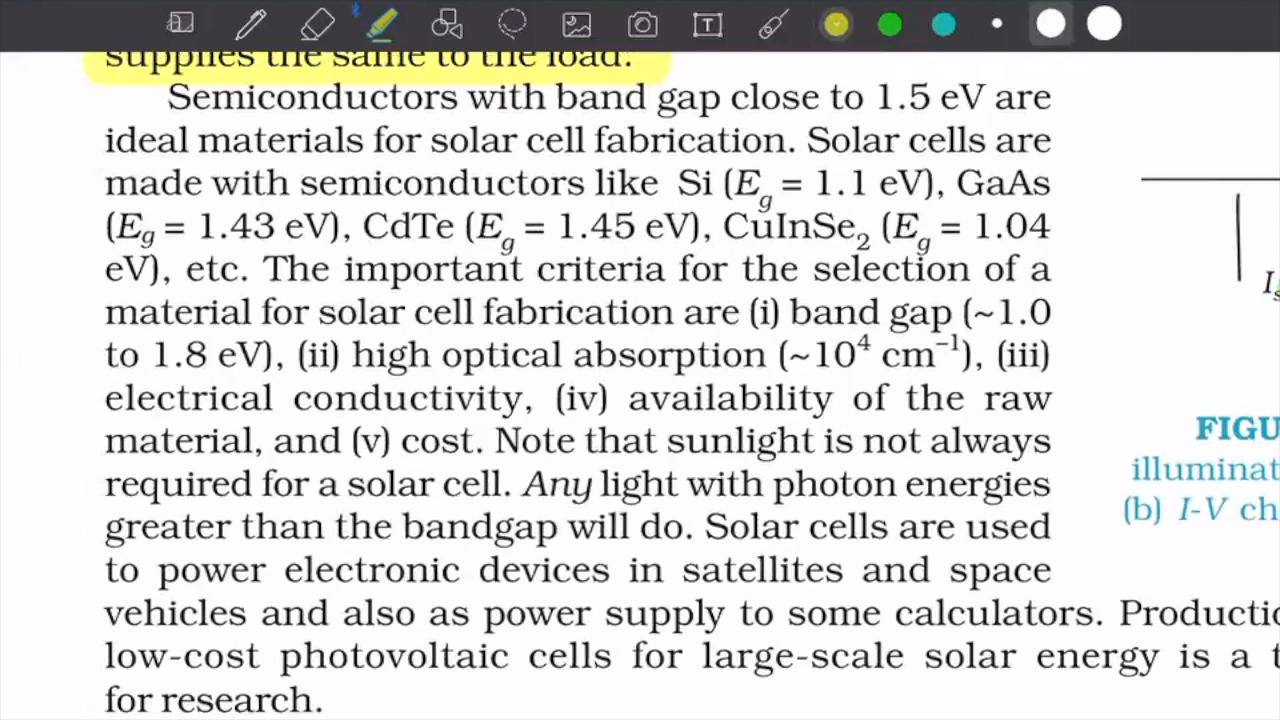 supplies the same to the load.
Semiconductors with band gap close to 1.5 eV are
ideal materials for solar cell fabrication. Solar cells are
made with semiconductors like Si (E_g = 1.1 eV), GaAs
(E_g = 1.43 eV), CdTe (E_g = 1.45 eV), CuInSe₂ (E_g = 1.04
eV), etc. The important criteria for the selection of a
material for solar cell fabrication are (i) band gap (~1.0
to 1.8 eV), (ii) high optical absorption (~10⁴ cm⁻¹), (iii)
electrical conductivity, (iv) availability of the raw
material, and (v) cost. Note that sunlight is not always
required for a solar cell. Any light with photon energies
greater than the bandgap will do. Solar cells are used
to power electronic devices in satellites and space
vehicles and also as power supply to some calculators. Producti
low-cost photovoltaic cells for large-scale solar energy is a t
for research.
I
FIGU
illuminat
(b) I-V ch